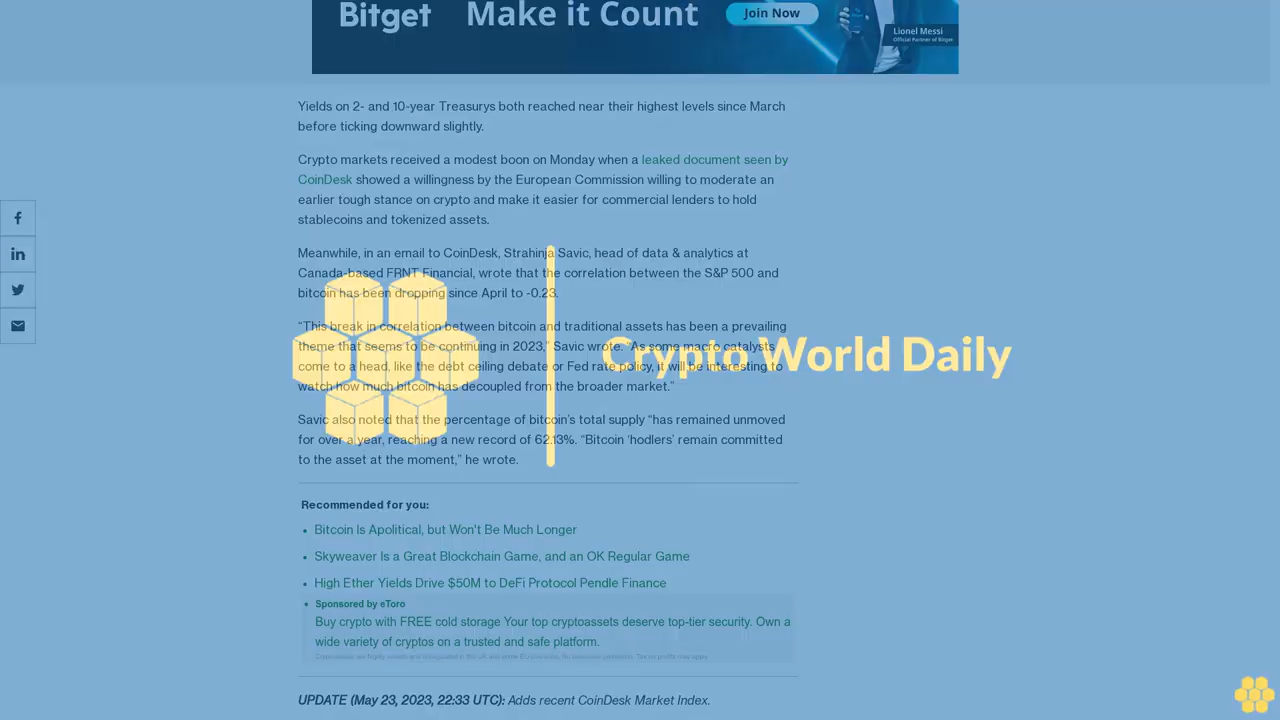 Bitget Make it Count Join Now
Lionel Messi
Official Partner of Bitget
Yields on 2- and 10-year Treasurys both reached near their highest levels since March
before ticking downward slightly.
Crypto markets received a modest boon on Monday when a leaked document seen by
CoinDesk showed a willingness by the European Commission willing to moderate an
earlier tough stance on crypto and make it easier for commercial lenders to hold
stablecoins and tokenized assets.
Meanwhile, in an email to CoinDesk, Strahinja Savic, head of data & analytics at
Canada-based FRNT Financial, wrote that the correlation between the S&P 500 and
bitcoin has been dropping since April to -0.23.
“This break in correlation between bitcoin and traditional assets has been a prevailing
theme that seems to be continuing in 2023,” Savic wrote. “As some macro catalysts
come to a head, like the debt ceiling debate or Fed rate policy, it will be interesting to
watch how much bitcoin has decoupled from the broader market.”
Crypto World Daily
Savic also noted that the percentage of bitcoin’s total supply “has remained unmoved
for over a year, reaching a new record of 62.13%. “Bitcoin ‘hodlers’ remain committed
to the asset at the moment,” he wrote.
Recommended for you:
• Bitcoin Is Apolitical, but Won't Be Much Longer
• Skyweaver Is a Great Blockchain Game, and an OK Regular Game
• High Ether Yields Drive $50M to DeFi Protocol Pendle Finance
• Sponsored by eToro
Buy crypto with FREE cold storage Your top cryptoassets deserve top-tier security. Own a
wide variety of cryptos on a trusted and safe platform.
UPDATE (May 23, 2023, 22:33 UTC): Adds recent CoinDesk Market Index.